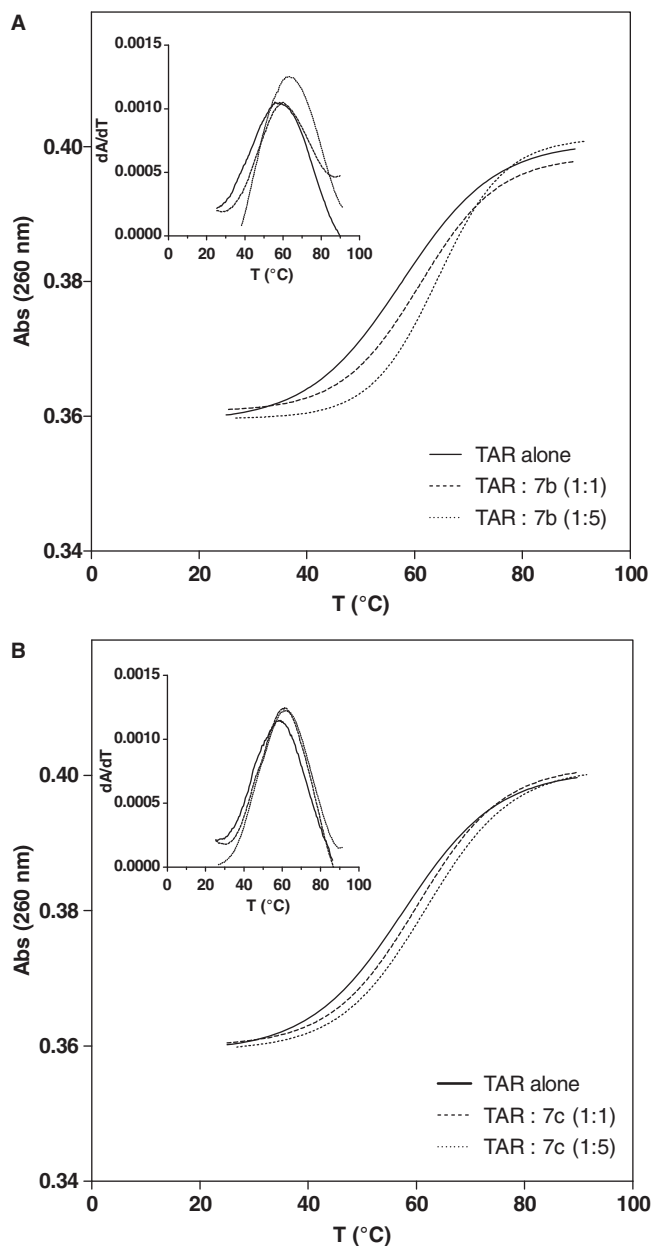 A
0.0015
0.0010
0.0005
0.0000
dA/dT
0 20 40 60 80 100
T (°C)
0.40
0.38
0.36
0.34
Abs (260 nm)
TAR alone
TAR : 7b (1:1)
TAR : 7b (1:5)
0 20 40 60 80 100
T (°C)
B
0.0015
0.0010
0.0005
0.0000
dA/dT
0 20 40 60 80 100
T (°C)
0.40
0.38
0.36
0.34
Abs (260 nm)
TAR alone
TAR : 7c (1:1)
TAR : 7c (1:5)
0 20 40 60 80 100
T (°C)